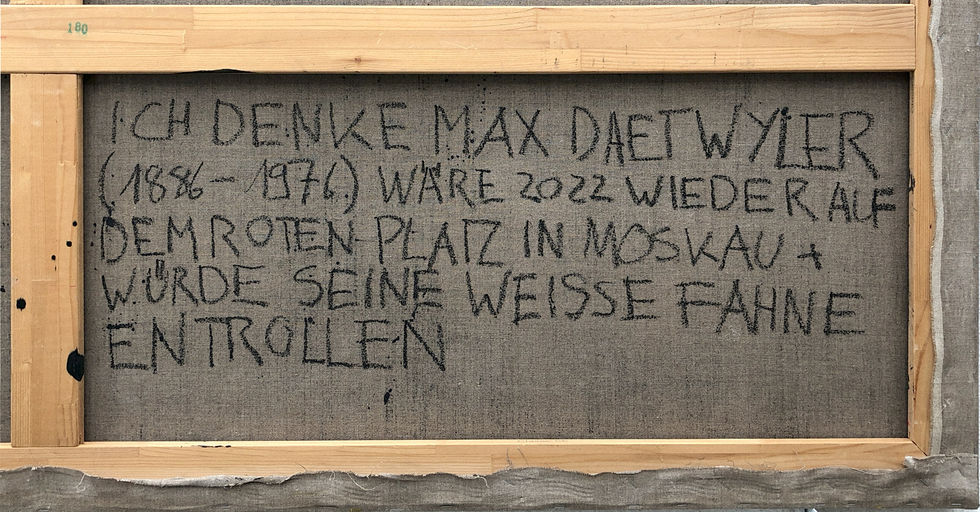 180
ICH DENKE MAX DAETWYLER
(1886 – 1976) WÄRE 2022 WIEDER AUF
DEM ROTEN PLATZ IN MOSKAU +
WÜRDE SEINE WEISSE FAHNE
ENTROLLEN